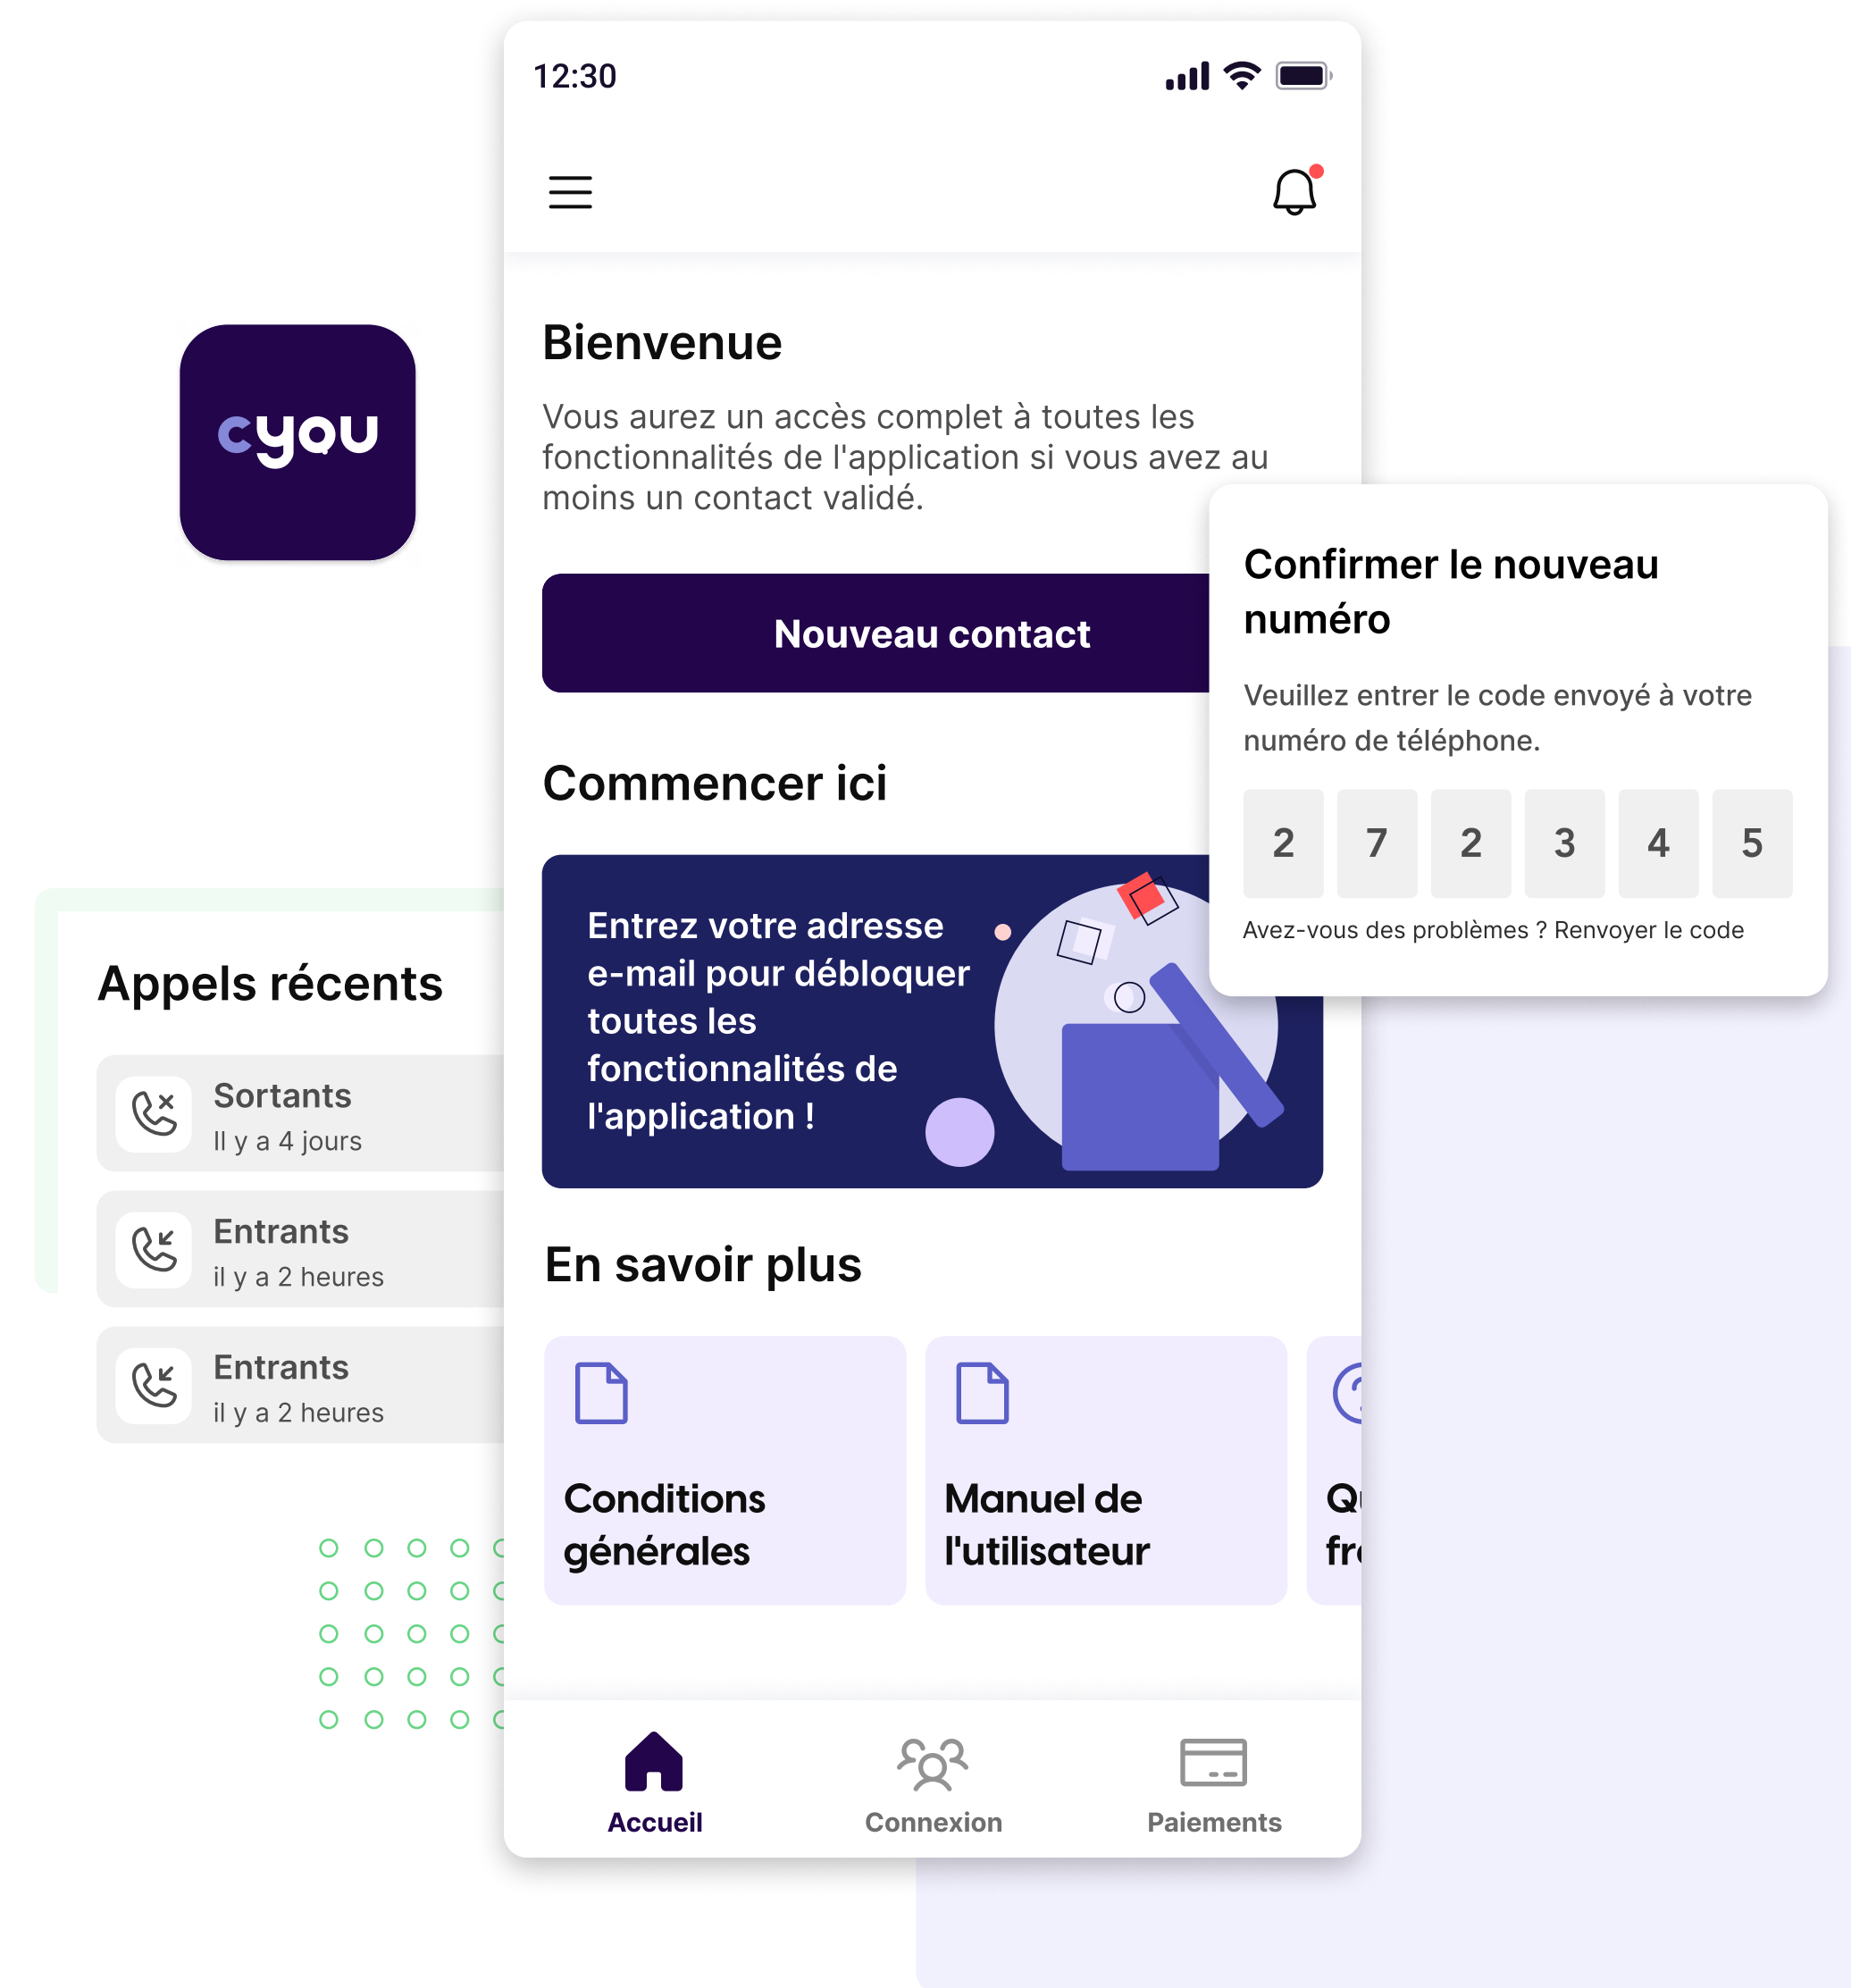 12:30
cyou
Bienvenue
Vous aurez un accès complet à toutes les
fonctionnalités de l'application si vous avez au
moins un contact validé.
Nouveau contact
Confirmer le nouveau
numéro
Veuillez entrer le code envoyé à votre
numéro de téléphone.
2 7 2 3 4 5
Avez-vous des problèmes ? Renvoyer le code
Commencer ici
Entrez votre adresse
e-mail pour débloquer
toutes les
fonctionnalités de
l'application !
Appels récents
Sortants
Il y a 4 jours
Entrants
il y a 2 heures
Entrants
il y a 2 heures
En savoir plus
Conditions
générales
Manuel de
l'utilisateur
Accueil
Connexion
Paiements